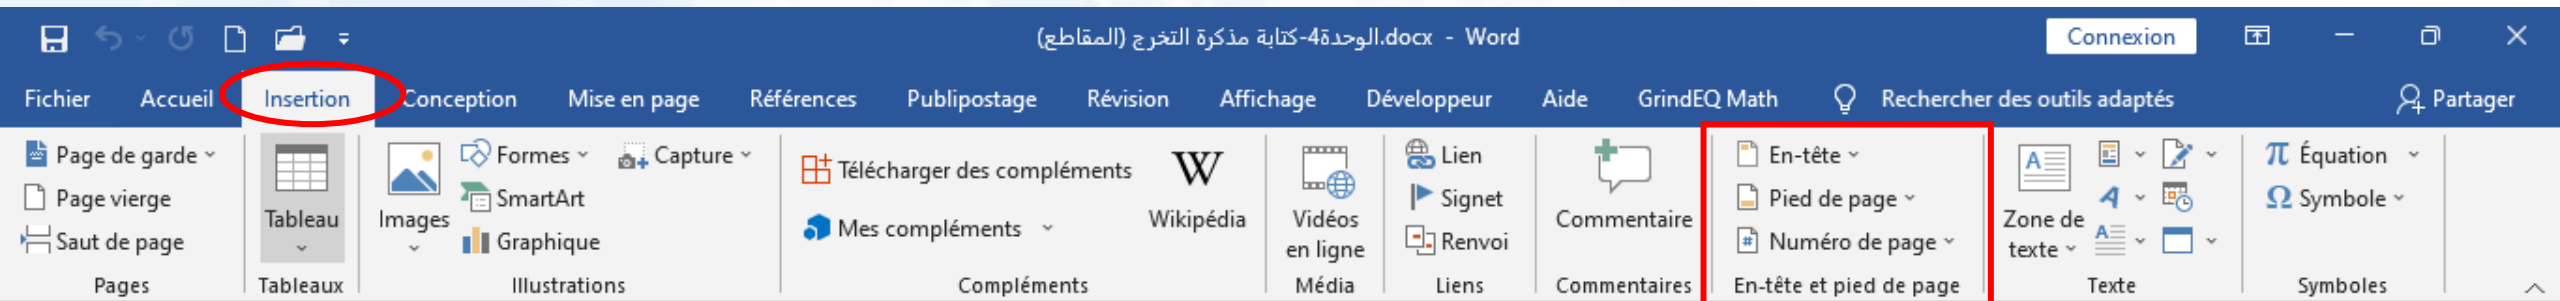 الوحدة4-كتابة مذكرة التخرج (المقاطع).docx - Word
Connexion
Fichier Accueil Insertion Conception Mise en page Références Publipostage Révision Affichage Développeur Aide GrindEQ Math Rechercher des outils adaptés Partager
Page de garde
Page vierge
Saut de page
Pages
Tableau
Tableaux
Images
Formes
SmartArt
Graphique
Capture
Illustrations
Télécharger des compléments
Mes compléments
W
Wikipédia
Compléments
Vidéos
en ligne
Média
Lien
Signet
Renvoi
Liens
Commentaire
Commentaires
En-tête
Pied de page
# Numéro de page
En-tête et pied de page
A
Zone de
texte
A
A
Texte
π Équation
Ω Symbole
Symboles